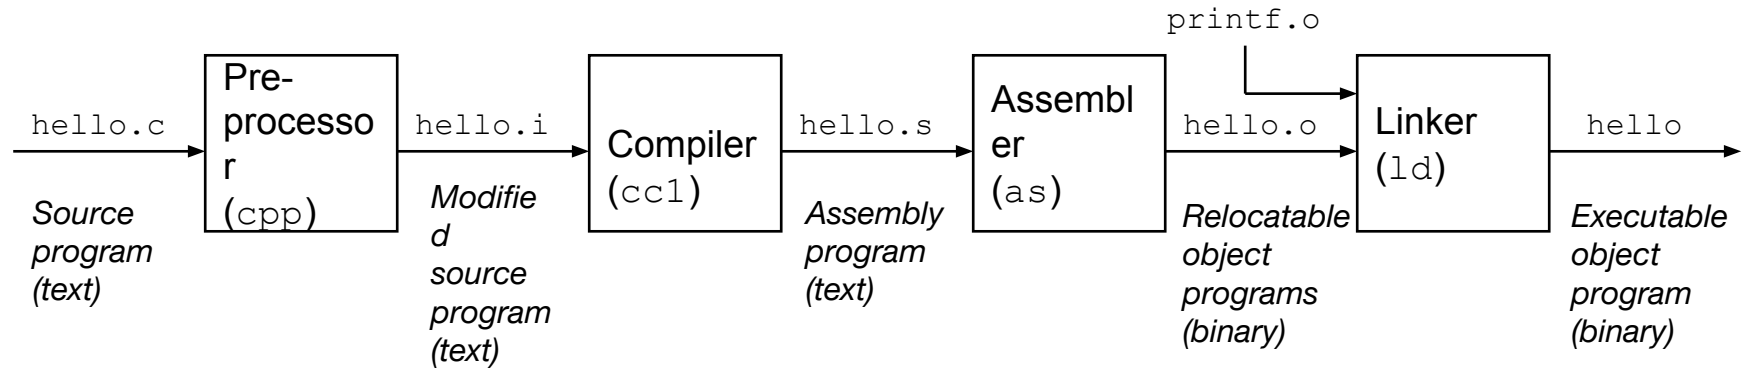 printf.o
hello.c
Pre-
processo
r
(cpp)
hello.i
Compiler
(cc1)
hello.s
Assembl
er
(as)
hello.o
Linker
(ld)
hello
Source
program
(text)
Modifie
d
source
program
(text)
Assembly
program
(text)
Relocatable
object
programs
(binary)
Executable
object
program
(binary)